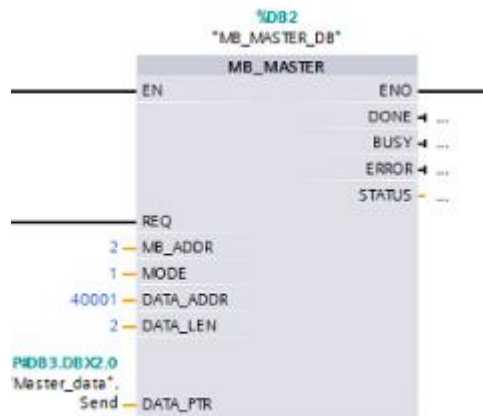 %DB2
"MB_MASTER_DB"
MB_MASTER
EN ENO
DONE ...
BUSY ...
ERROR ...
STATUS ...
REQ
2 MB_ADDR
1 MODE
40001 DATA_ADDR
2 DATA_LEN
P#DB3.DBX2.0
"Master_data".
Send DATA_PTR